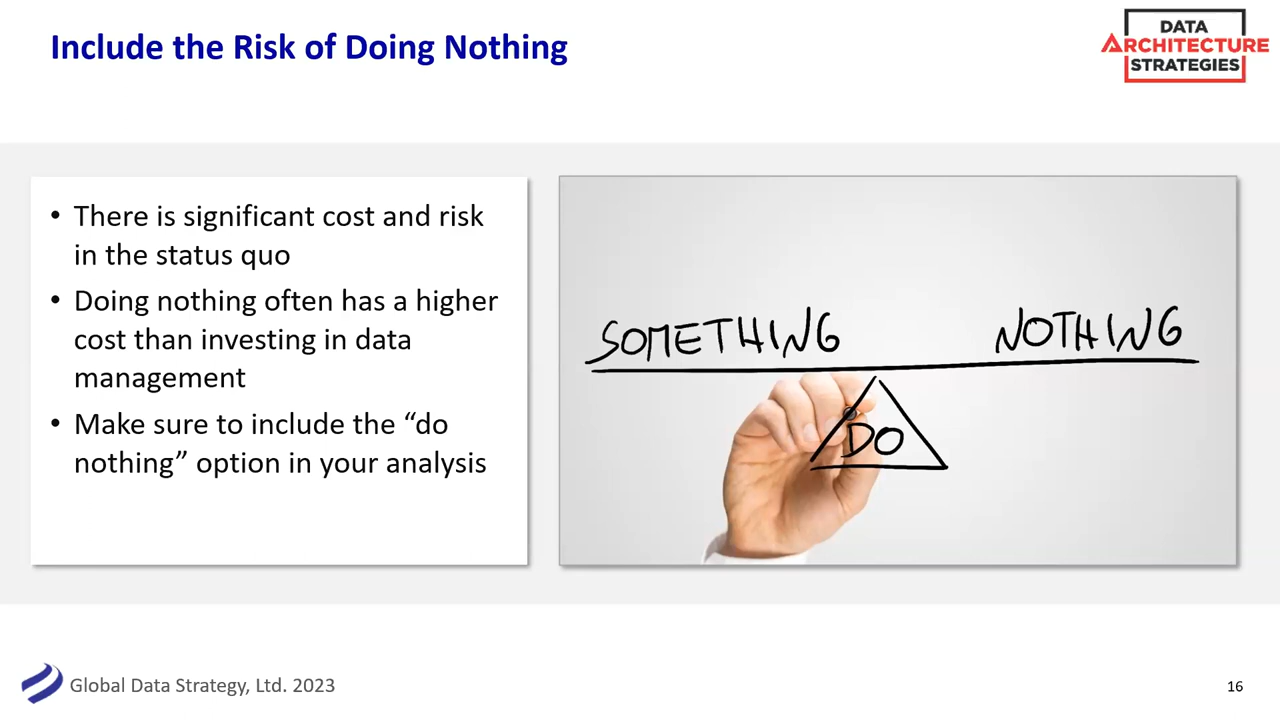 Include the Risk of Doing Nothing
DATA
ARCHITECTURE
STRATEGIES
• There is significant cost and risk
in the status quo
• Doing nothing often has a higher
cost than investing in data
management
• Make sure to include the “do
nothing” option in your analysis
SOMETHING NOTHING
DO
Global Data Strategy, Ltd. 2023
16